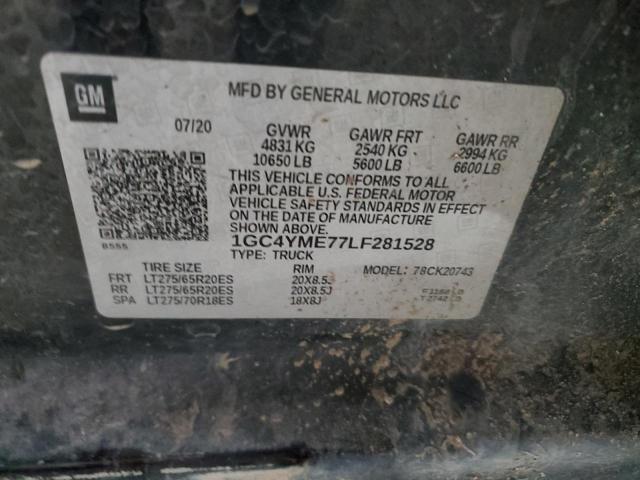 GM
MFD BY GENERAL MOTORS LLC
07/20 GVWR GAWR FRT GAWR RR
4831 KG 2540 KG 2994 KG
10650 LB 5600 LB 6600 LB
THIS VEHICLE CONFORMS TO ALL
APPLICABLE U.S. FEDERAL MOTOR
VEHICLE SAFETY STANDARDS IN EFFECT
ON THE DATE OF MANUFACTURE
SHOWN ABOVE.
1GC4YME77LF281528
B555
TYPE: TRUCK
TIRE SIZE RIM MODEL: 78CK20743
FRT LT275/65R20ES 20X8.5J
RR LT275/65R20ES 20X8.5J
SPA LT275/70R18ES 18X8J